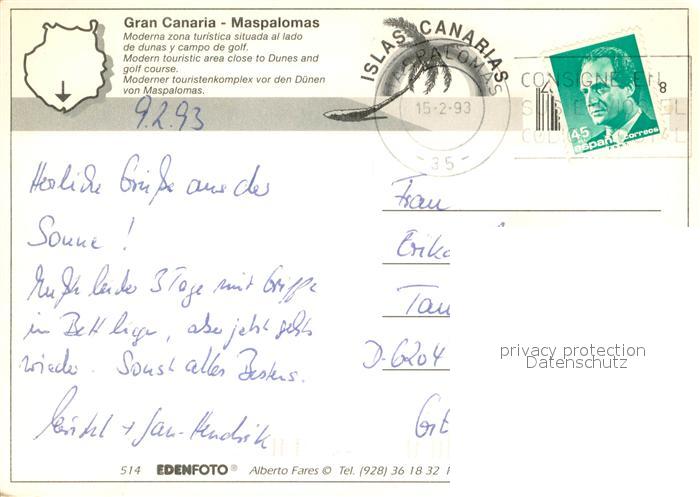 Gran Canaria - Maspalomas
Moderna zona turística situada al lado
de dunas y campo de golf.
Modern touristic area close to Dunes and
golf course.
Moderner touristenkomplex vor den Dünen
von Maspalomas.
ISLAS CANARIAS
MASPALOMAS
15-2-93
-35-
CONSIGNE EN
45
españa correos
9.2.93
Herzliche Grüße aus der
Sonne!
Mußte leider 3 Tage mit Grippe
im Bett liegen, aber jetzt geht's
wieder. Sonst alles Bestens.
+ Jan-Hendrik
Frau
Erika
Tau
D-6204
privacy protection
Datenschutz
514 EDENFOTO® Alberto Fares © Tel. (928) 36 18 32